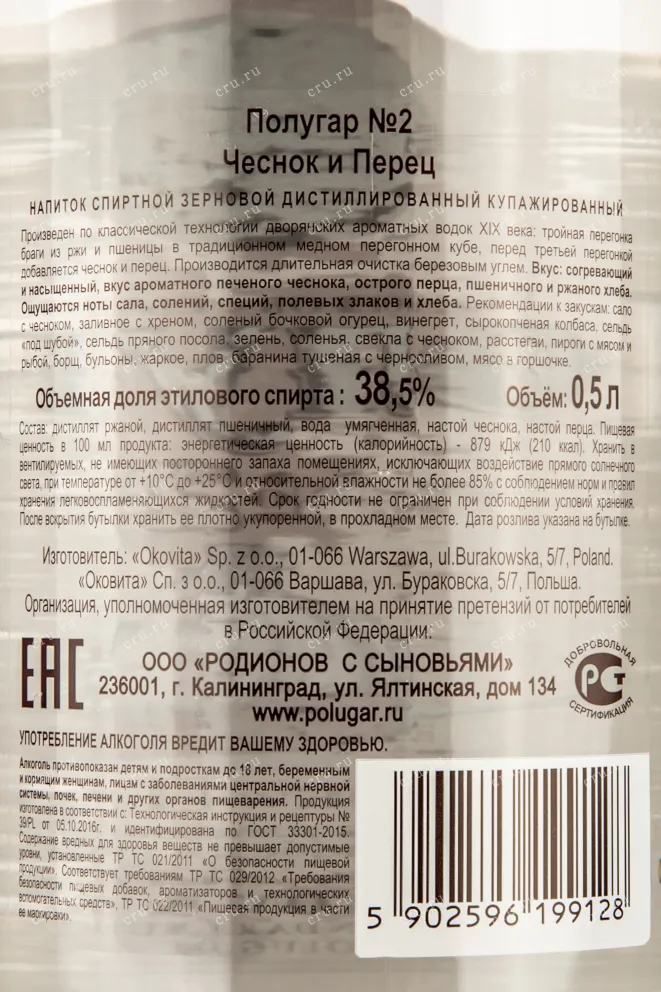 Полугар №2
Чеснок и Перец
НАПИТОК СПИРТНОЙ ЗЕРНОВОЙ ДИСТИЛЛИРОВАННЫЙ КУПАЖИРОВАННЫЙ
Произведен по классической технологии дворянских ароматных водок XIX века: тройная перегонка
браги из ржи и пшеницы в традиционном медном перегонном кубе, перед третьей перегонкой
добавляется чеснок и перец. Производится длительная очистка березовым углем. Вкус: согревающий
и насыщенный, вкус ароматного печеного чеснока, острого перца, пшеничного и ржаного хлеба.
Ощущаются ноты сала, солений, специй, полевых злаков и хлеба. Рекомендации к закускам: сало
с чесноком, заливное с хреном, соленый бочковой огурец, винегрет, сырокопченая колбаса, сельдь
«под шубой», сельдь пряного посола, зелень, соленья, свекла с чесноком, расстегаи, пироги с мясом и
рыбой, борщ, бульоны, жаркое, плов, баранина тушеная с черносливом, мясо в горшочке.
Объемная доля этилового спирта : 38,5% Объём: 0,5 л
Состав: дистиллят ржаной, дистиллят пшеничный, вода умягченная, настой чеснока, настой перца. Пищевая
ценность в 100 мл продукта: энергетическая ценность (калорийность) - 879 кДж (210 ккал). Хранить в
вентилируемых, не имеющих постороннего запаха помещениях, исключающих воздействие прямого солнечного
света, при температуре от +10°С до +25°С и относительной влажности не более 85% с соблюдением норм и правил
хранения легковоспламеняющихся жидкостей. Срок годности не ограничен при соблюдении условий хранения.
После вскрытия бутылки хранить ее плотно укупоренной, в прохладном месте. Дата розлива указана на бутылке.
Изготовитель: «Okovita» Sp. z o.o., 01-066 Warszawa, ul.Burakowska, 5/7, Poland.
«Оковита» Сп. з о.о., 01-066 Варшава, ул. Бураковска, 5/7, Польша.
Организация, уполномоченная изготовителем на принятие претензий от потребителей
в Российской Федерации:
ЕАС
ООО «РОДИОНОВ С СЫНОВЬЯМИ»
236001, г. Калининград, ул. Ялтинская, дом 134
www.polugar.ru
ДОБРОВОЛЬНАЯ
РСТ
СЕРТИФИКАЦИЯ
УПОТРЕБЛЕНИЕ АЛКОГОЛЯ ВРЕДИТ ВАШЕМУ ЗДОРОВЬЮ.
Алкоголь противопоказан детям и подросткам до 18 лет, беременным
и кормящим женщинам, лицам с заболеваниями центральной нервной
системы, почек, печени и других органов пищеварения. Продукция
изготовлена в соответствии с: Технологическая инструкция и рецептуры №
39/PL от 05.10.2016г. и идентифицирована по ГОСТ 33301-2015.
Содержание вредных для здоровья веществ не превышает допустимые
уровни, установленные ТР ТС 021/2011 «О безопасности пищевой
продукции». Соответствует требованиям ТР ТС 029/2012 «Требования
безопасности пищевых добавок, ароматизаторов и технологических
вспомогательных средств», ТР ТС 022/2011 «Пищевая продукция в части
ее маркировки».
5 902596 199128
cru.ru